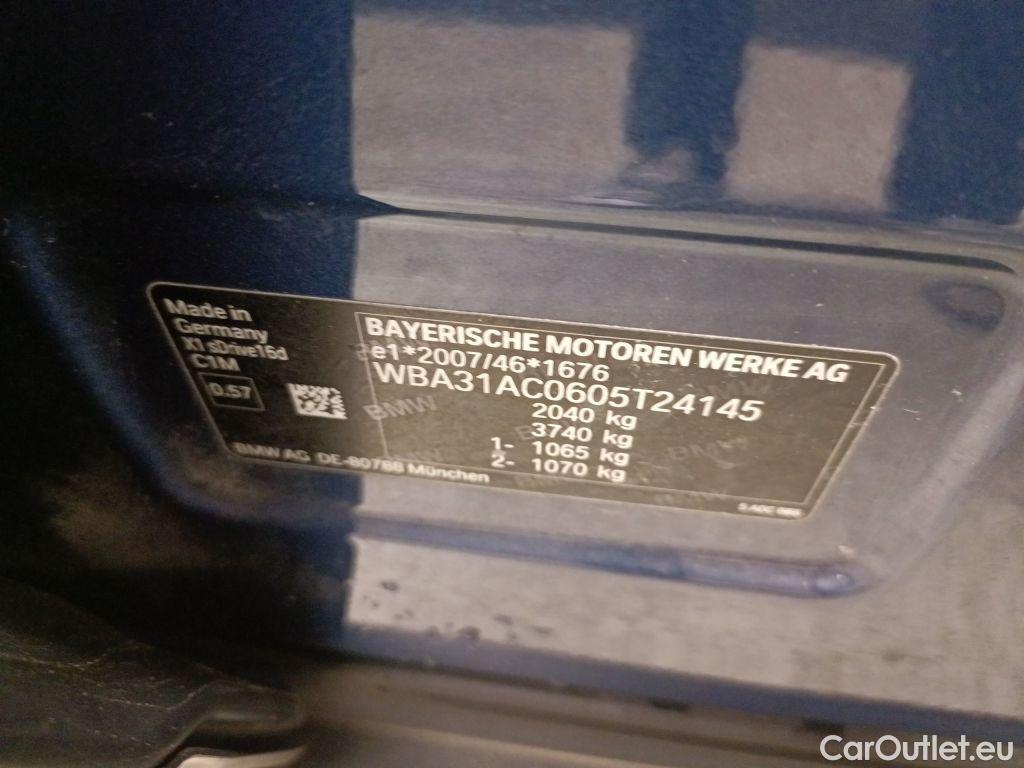 Made in
Germany
X1 sDrive16d
C1M
0.57
BAYERISCHE MOTOREN WERKE AG
e1*2007/46*1676
WBA31AC0605T24145
2040 kg
3740 kg
1- 1065 kg
2- 1070 kg
BMW AG DE-80788 München
BMW
CarOutlet.eu